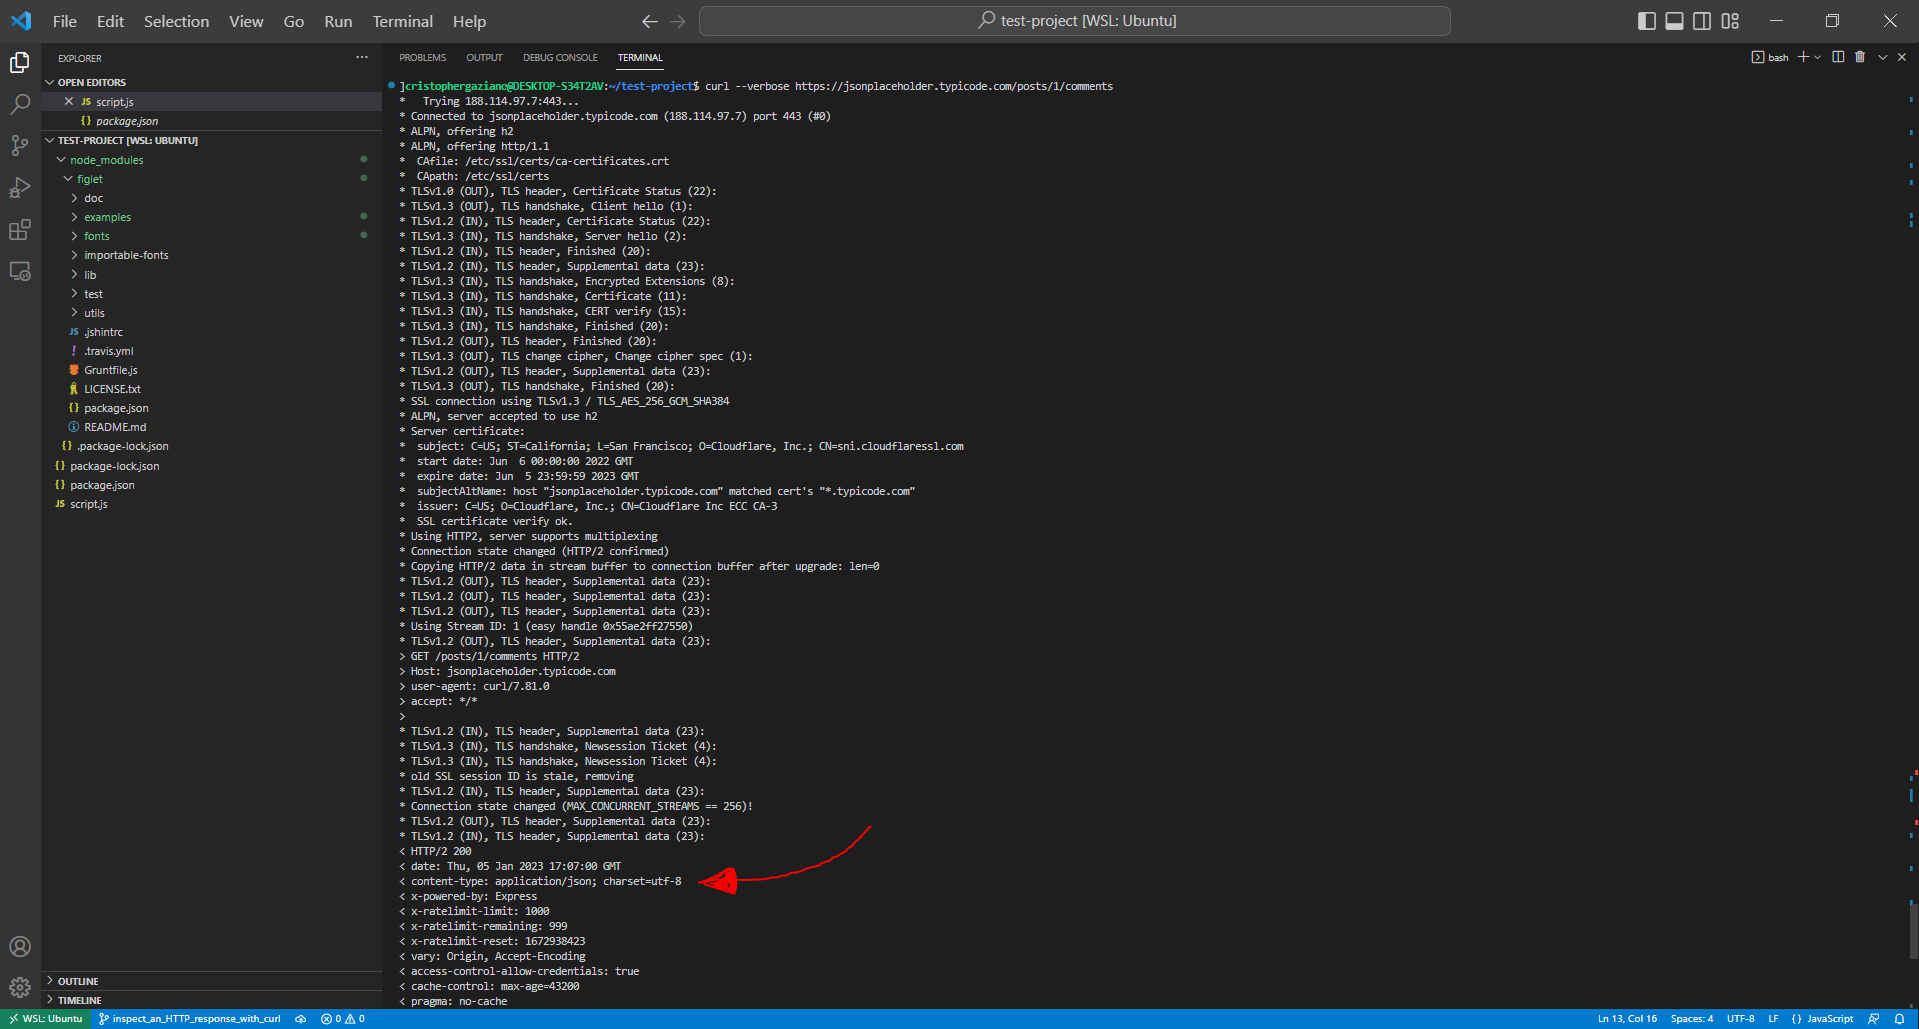 File Edit Selection View Go Run Terminal Help
test-project [WSL: Ubuntu]
EXPLORER
OPEN EDITORS
JS script.js
{} package.json
TEST-PROJECT [WSL: UBUNTU]
node_modules
figlet
doc
examples
fonts
importable-fonts
lib
test
utils
JS .jshintrc
! .travis.yml
Gruntfile.js
LICENSE.txt
{} package.json
README.md
{} .package-lock.json
{} package-lock.json
{} package.json
JS script.js
OUTLINE
TIMELINE
PROBLEMS OUTPUT DEBUG CONSOLE TERMINAL
bash
]cristophergaziano@DESKTOP-S34T2AV:~/test-project$ curl --verbose https://jsonplaceholder.typicode.com/posts/1/comments
*   Trying 188.114.97.7:443...
* Connected to jsonplaceholder.typicode.com (188.114.97.7) port 443 (#0)
* ALPN, offering h2
* ALPN, offering http/1.1
*  CAfile: /etc/ssl/certs/ca-certificates.crt
*  CApath: /etc/ssl/certs
* TLSv1.0 (OUT), TLS header, Certificate Status (22):
* TLSv1.3 (OUT), TLS handshake, Client hello (1):
* TLSv1.2 (IN), TLS header, Certificate Status (22):
* TLSv1.3 (IN), TLS handshake, Server hello (2):
* TLSv1.2 (IN), TLS header, Finished (20):
* TLSv1.2 (IN), TLS header, Supplemental data (23):
* TLSv1.3 (IN), TLS handshake, Encrypted Extensions (8):
* TLSv1.3 (IN), TLS handshake, Certificate (11):
* TLSv1.3 (IN), TLS handshake, CERT verify (15):
* TLSv1.3 (IN), TLS handshake, Finished (20):
* TLSv1.2 (OUT), TLS header, Finished (20):
* TLSv1.3 (OUT), TLS change cipher, Change cipher spec (1):
* TLSv1.2 (OUT), TLS header, Supplemental data (23):
* TLSv1.3 (OUT), TLS handshake, Finished (20):
* SSL connection using TLSv1.3 / TLS_AES_256_GCM_SHA384
* ALPN, server accepted to use h2
* Server certificate:
*  subject: C=US; ST=California; L=San Francisco; O=Cloudflare, Inc.; CN=sni.cloudflaressl.com
*  start date: Jun  6 00:00:00 2022 GMT
*  expire date: Jun  5 23:59:59 2023 GMT
*  subjectAltName: host "jsonplaceholder.typicode.com" matched cert's "*.typicode.com"
*  issuer: C=US; O=Cloudflare, Inc.; CN=Cloudflare Inc ECC CA-3
*  SSL certificate verify ok.
* Using HTTP2, server supports multiplexing
* Connection state changed (HTTP/2 confirmed)
* Copying HTTP/2 data in stream buffer to connection buffer after upgrade: len=0
* TLSv1.2 (OUT), TLS header, Supplemental data (23):
* TLSv1.2 (OUT), TLS header, Supplemental data (23):
* TLSv1.2 (OUT), TLS header, Supplemental data (23):
* Using Stream ID: 1 (easy handle 0x55ae2ff27550)
* TLSv1.2 (OUT), TLS header, Supplemental data (23):
> GET /posts/1/comments HTTP/2
> Host: jsonplaceholder.typicode.com
> user-agent: curl/7.81.0
> accept: */*
>
* TLSv1.2 (IN), TLS header, Supplemental data (23):
* TLSv1.3 (IN), TLS handshake, Newsession Ticket (4):
* TLSv1.3 (IN), TLS handshake, Newsession Ticket (4):
* old SSL session ID is stale, removing
* TLSv1.2 (IN), TLS header, Supplemental data (23):
* Connection state changed (MAX_CONCURRENT_STREAMS == 256)!
* TLSv1.2 (OUT), TLS header, Supplemental data (23):
* TLSv1.2 (IN), TLS header, Supplemental data (23):
< HTTP/2 200
< date: Thu, 05 Jan 2023 17:07:00 GMT
< content-type: application/json; charset=utf-8
< x-powered-by: Express
< x-ratelimit-limit: 1000
< x-ratelimit-remaining: 999
< x-ratelimit-reset: 1672938423
< vary: Origin, Accept-Encoding
< access-control-allow-credentials: true
< cache-control: max-age=43200
< pragma: no-cache
WSL: Ubuntu inspect_an_HTTP_response_with_curl 0 0 Ln 13, Col 16 Spaces: 4 UTF-8 LF {} JavaScript